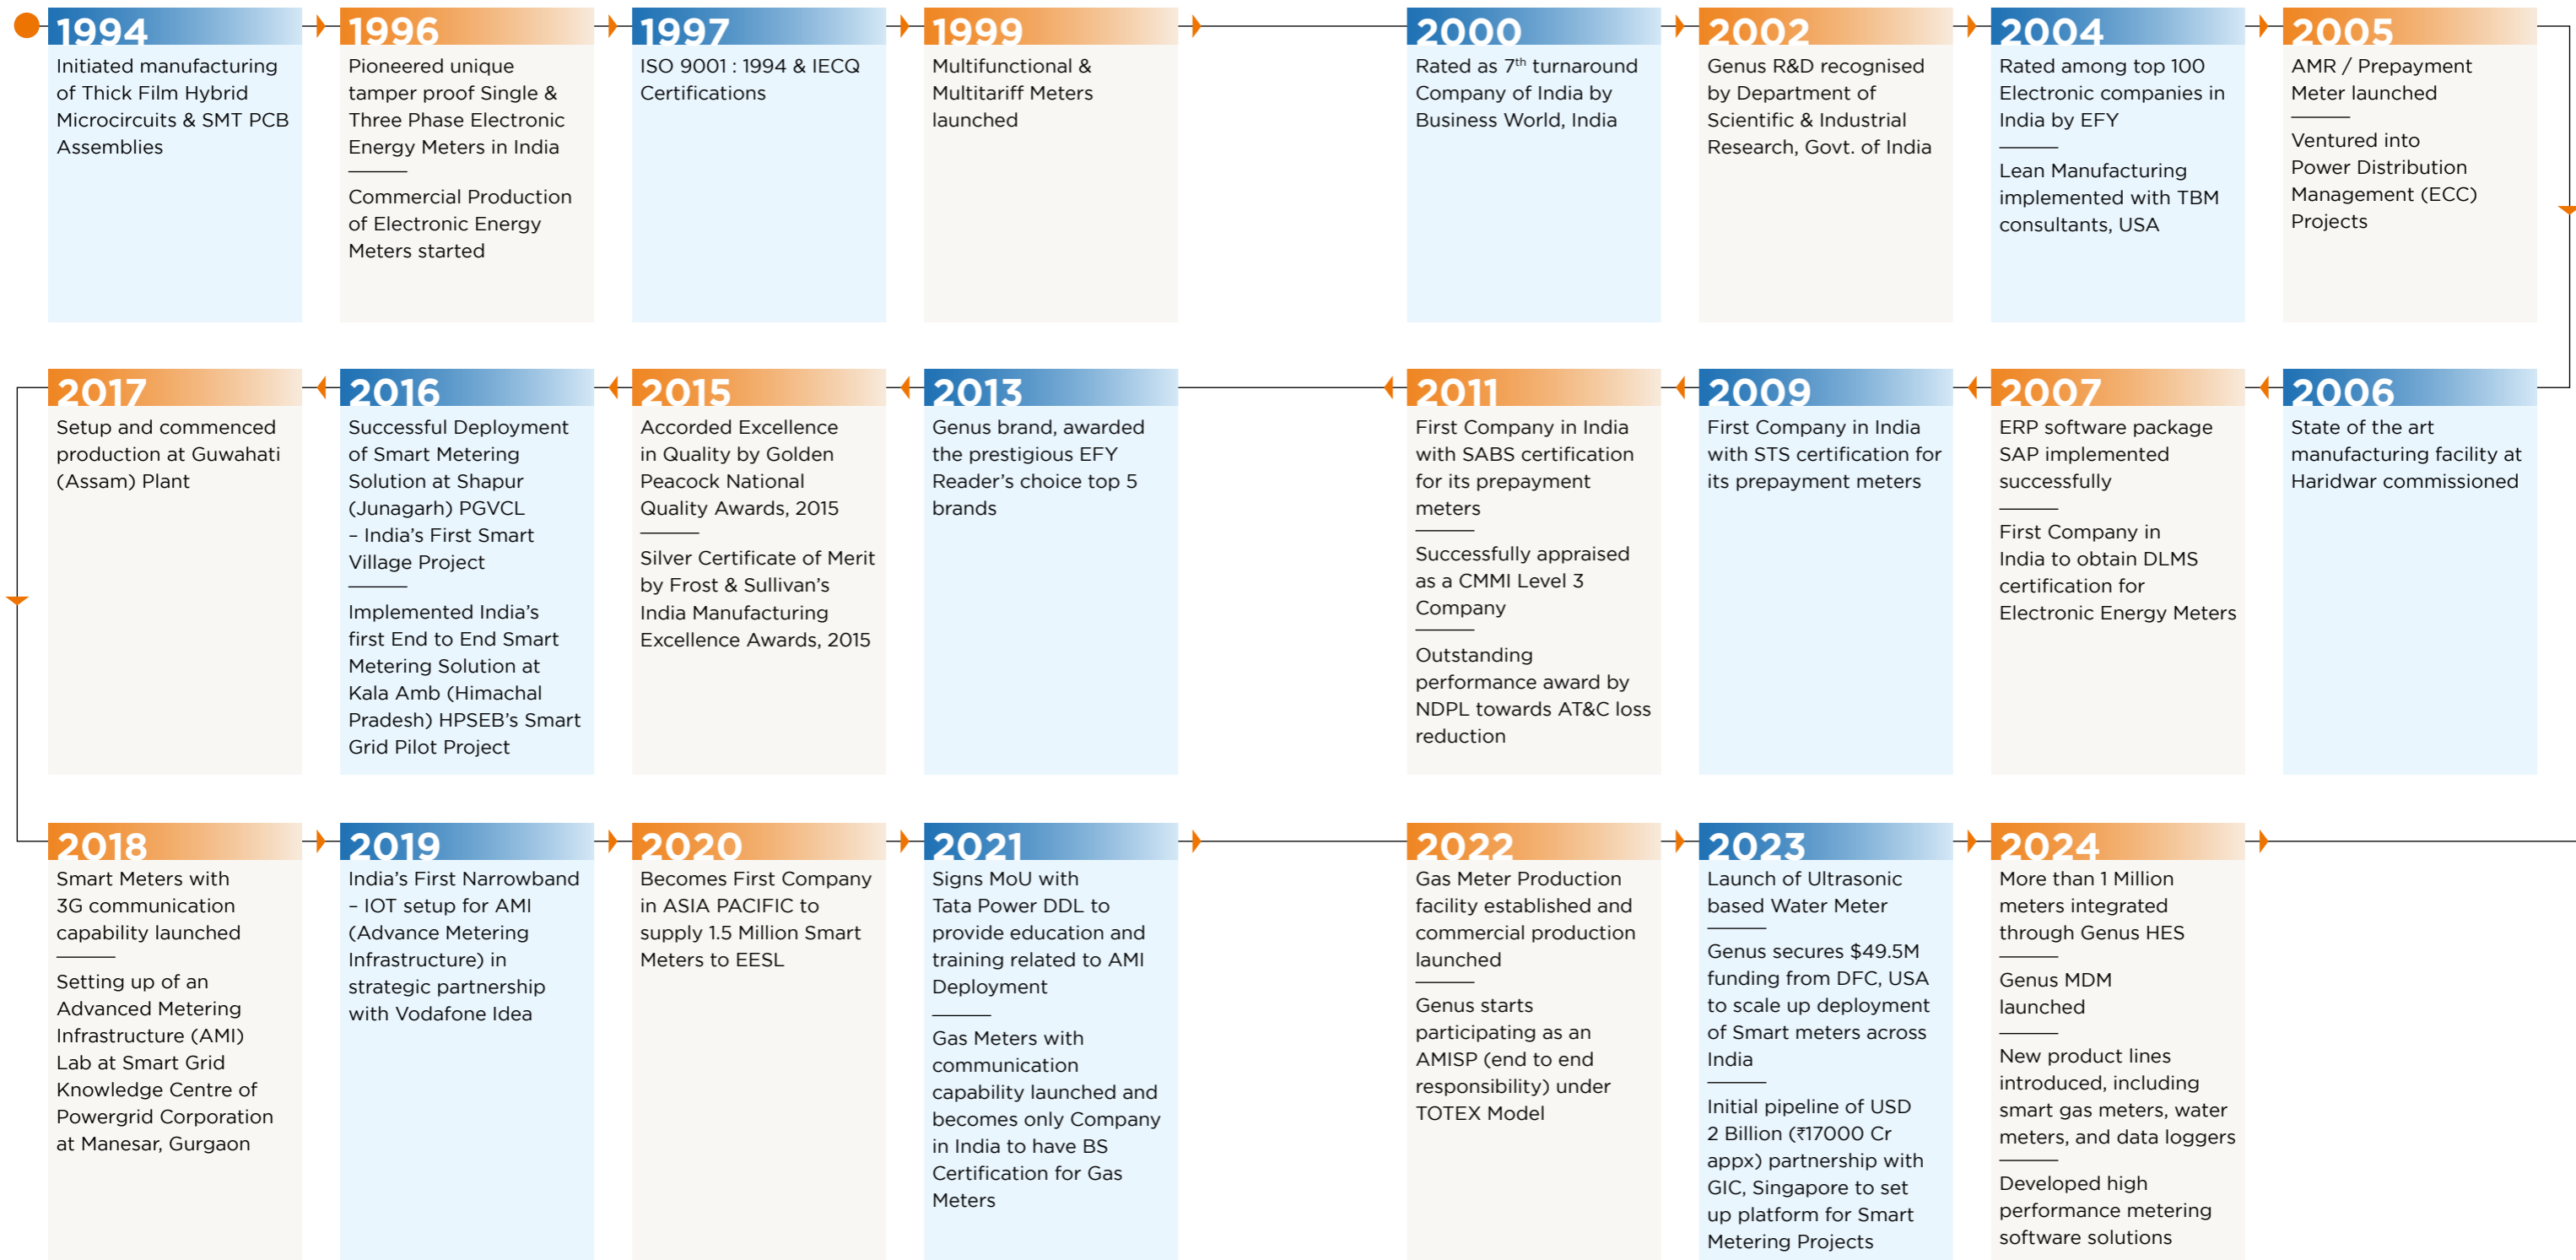 1994
Initiated manufacturing
of Thick Film Hybrid
Microcircuits & SMT PCB
Assemblies
1996
Pioneered unique
tamper proof Single &
Three Phase Electronic
Energy Meters in India
Commercial Production
of Electronic Energy
Meters started
1997
ISO 9001 : 1994 & IECQ
Certifications
1999
Multifunctional &
Multitariff Meters
launched
2000
Rated as 7th turnaround
Company of India by
Business World, India
2002
Genus R&D recognised
by Department of
Scientific & Industrial
Research, Govt. of India
2004
Rated among top 100
Electronic companies in
India by EFY
Lean Manufacturing
implemented with TBM
consultants, USA
2005
AMR / Prepayment
Meter launched
Ventured into
Power Distribution
Management (ECC)
Projects
2006
State of the art
manufacturing facility at
Haridwar commissioned
2007
ERP software package
SAP implemented
successfully
First Company in
India to obtain DLMS
certification for
Electronic Energy Meters
2009
First Company in India
with STS certification for
its prepayment meters
2011
First Company in India
with SABS certification
for its prepayment
meters
Successfully appraised
as a CMMI Level 3
Company
Outstanding
performance award by
NDPL towards AT&C loss
reduction
2013
Genus brand, awarded
the prestigious EFY
Reader’s choice top 5
brands
2015
Accorded Excellence
in Quality by Golden
Peacock National
Quality Awards, 2015
Silver Certificate of Merit
by Frost & Sullivan’s
India Manufacturing
Excellence Awards, 2015
2016
Successful Deployment
of Smart Metering
Solution at Shapur
(Junagarh) PGVCL
– India’s First Smart
Village Project
Implemented India’s
first End to End Smart
Metering Solution at
Kala Amb (Himachal
Pradesh) HPSEB’s Smart
Grid Pilot Project
2017
Setup and commenced
production at Guwahati
(Assam) Plant
2018
Smart Meters with
3G communication
capability launched
Setting up of an
Advanced Metering
Infrastructure (AMI)
Lab at Smart Grid
Knowledge Centre of
Powergrid Corporation
at Manesar, Gurgaon
2019
India’s First Narrowband
– IOT setup for AMI
(Advance Metering
Infrastructure) in
strategic partnership
with Vodafone Idea
2020
Becomes First Company
in ASIA PACIFIC to
supply 1.5 Million Smart
Meters to EESL
2021
Signs MoU with
Tata Power DDL to
provide education and
training related to AMI
Deployment
Gas Meters with
communication
capability launched and
becomes only Company
in India to have BS
Certification for Gas
Meters
2022
Gas Meter Production
facility established and
commercial production
launched
Genus starts
participating as an
AMISP (end to end
responsibility) under
TOTEX Model
2023
Launch of Ultrasonic
based Water Meter
Genus secures $49.5M
funding from DFC, USA
to scale up deployment
of Smart meters across
India
Initial pipeline of USD
2 Billion (₹17000 Cr
appx) partnership with
GIC, Singapore to set
up platform for Smart
Metering Projects
2024
More than 1 Million
meters integrated
through Genus HES
Genus MDM
launched
New product lines
introduced, including
smart gas meters, water
meters, and data loggers
Developed high
performance metering
software solutions